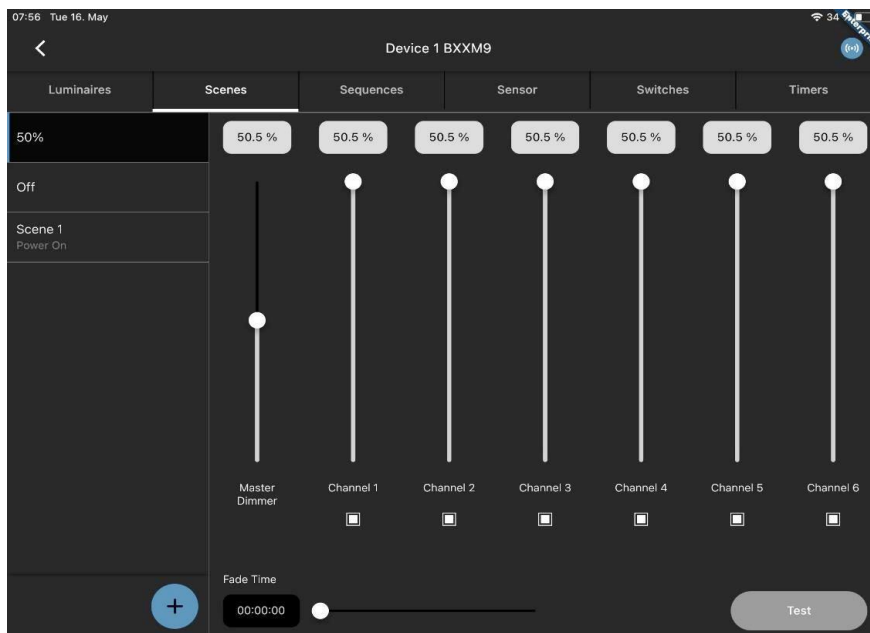 07:56 Tue 16. May
34 %
Device 1 BXXM9
Luminaires Scenes Sequences Sensor Switches Timers
50%
50.5 % 50.5 % 50.5 % 50.5 % 50.5 % 50.5 % 50.5 %
Off
Scene 1
Power On
Master
Dimmer
Channel 1 Channel 2 Channel 3 Channel 4 Channel 5 Channel 6
Fade Time
+ 00:00:00 Test